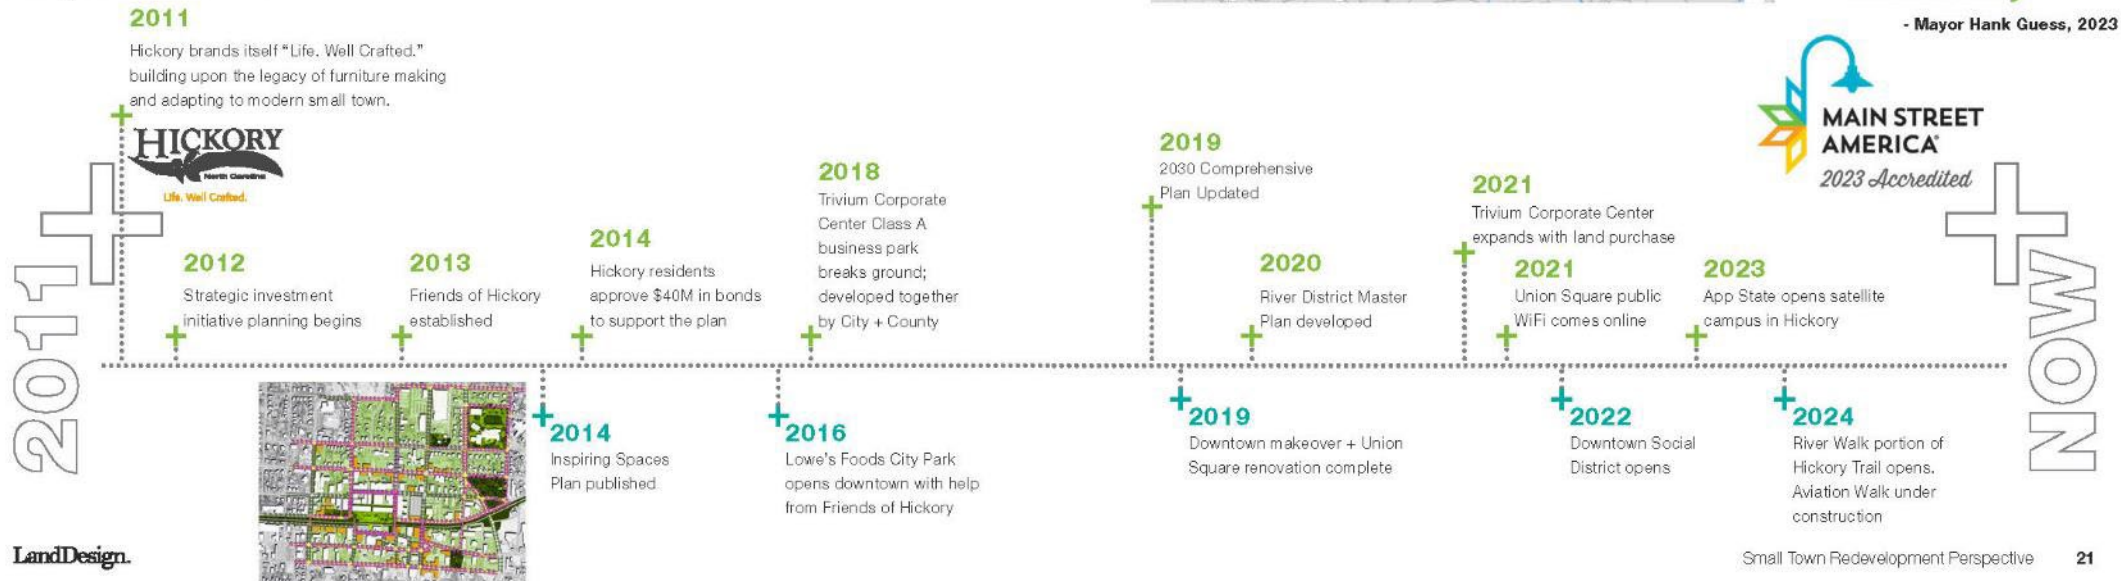 - Mayor Hank Guess, 2023
2011
Hickory brands itself “Life. Well Crafted.”
building upon the legacy of furniture making
and adapting to modern small town.
HICKORY
North Carolina
Life. Well Crafted.
MAIN STREET
AMERICA®
2023 Accredited
2011
2012
Strategic investment
initiative planning begins
2013
Friends of Hickory
established
2014
Hickory residents
approve $40M in bonds
to support the plan
2018
Trivium Corporate
Center Class A
business park
breaks ground;
developed together
by City + County
2019
2030 Comprehensive
Plan Updated
2020
River District Master
Plan developed
2021
Trivium Corporate Center
expands with land purchase
2021
Union Square public
WiFi comes online
2023
App State opens satellite
campus in Hickory
NOW
2014
Inspiring Spaces
Plan published
2016
Lowe's Foods City Park
opens downtown with help
from Friends of Hickory
2019
Downtown makeover + Union
Square renovation complete
2022
Downtown Social
District opens
2024
River Walk portion of
Hickory Trail opens.
Aviation Walk under
construction
LandDesign.
Small Town Redevelopment Perspective 21